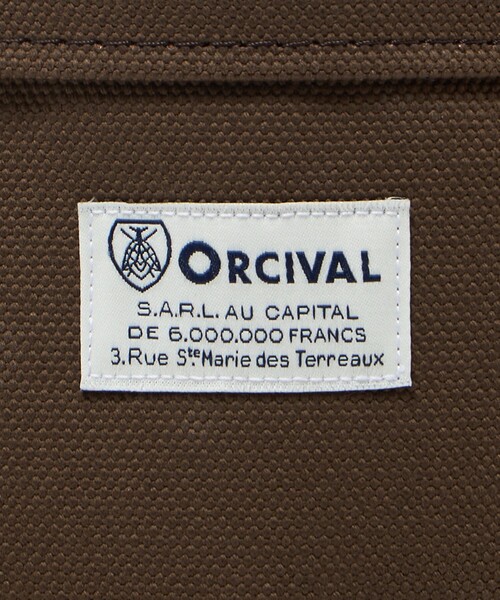 ORCIVAL
S.A.R.L. AU CAPITAL
DE 6.000.000 FRANCS
3.Rue Ste Marie des Terreaux